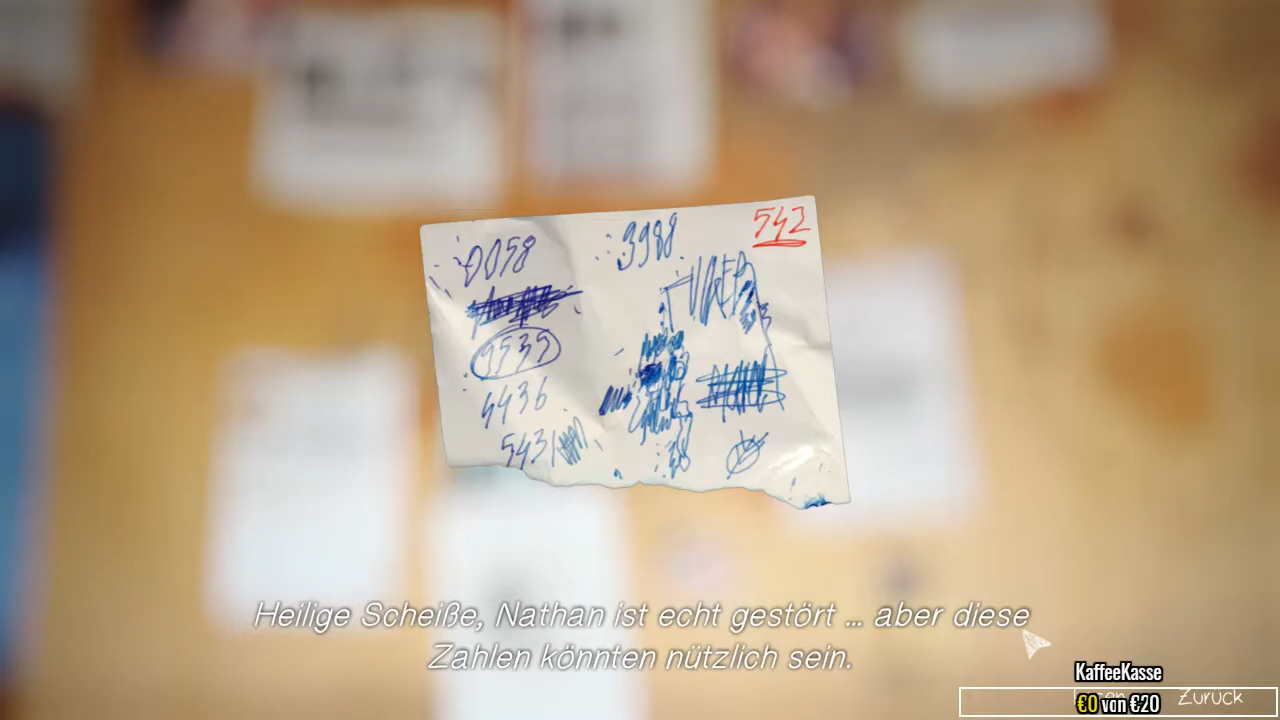 0058
3988
542
9539
4436
543
Heilige Scheiße, Nathan ist echt gestört ... aber diese
Zahlen könnten nützlich sein.
KaffeeKasse
€0 von €20
Zurück